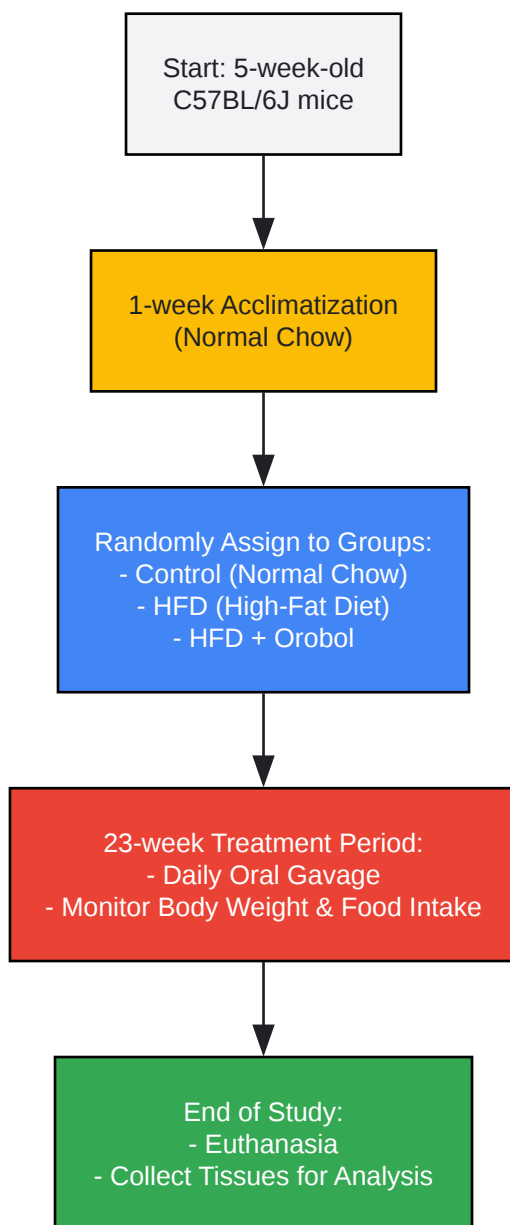 Start: 5-week-old
C57BL/6J mice
1-week Acclimatization
(Normal Chow)
Randomly Assign to Groups:
- Control (Normal Chow)
- HFD (High-Fat Diet)
- HFD + Orobol
23-week Treatment Period:
- Daily Oral Gavage
- Monitor Body Weight & Food Intake
End of Study:
- Euthanasia
- Collect Tissues for Analysis